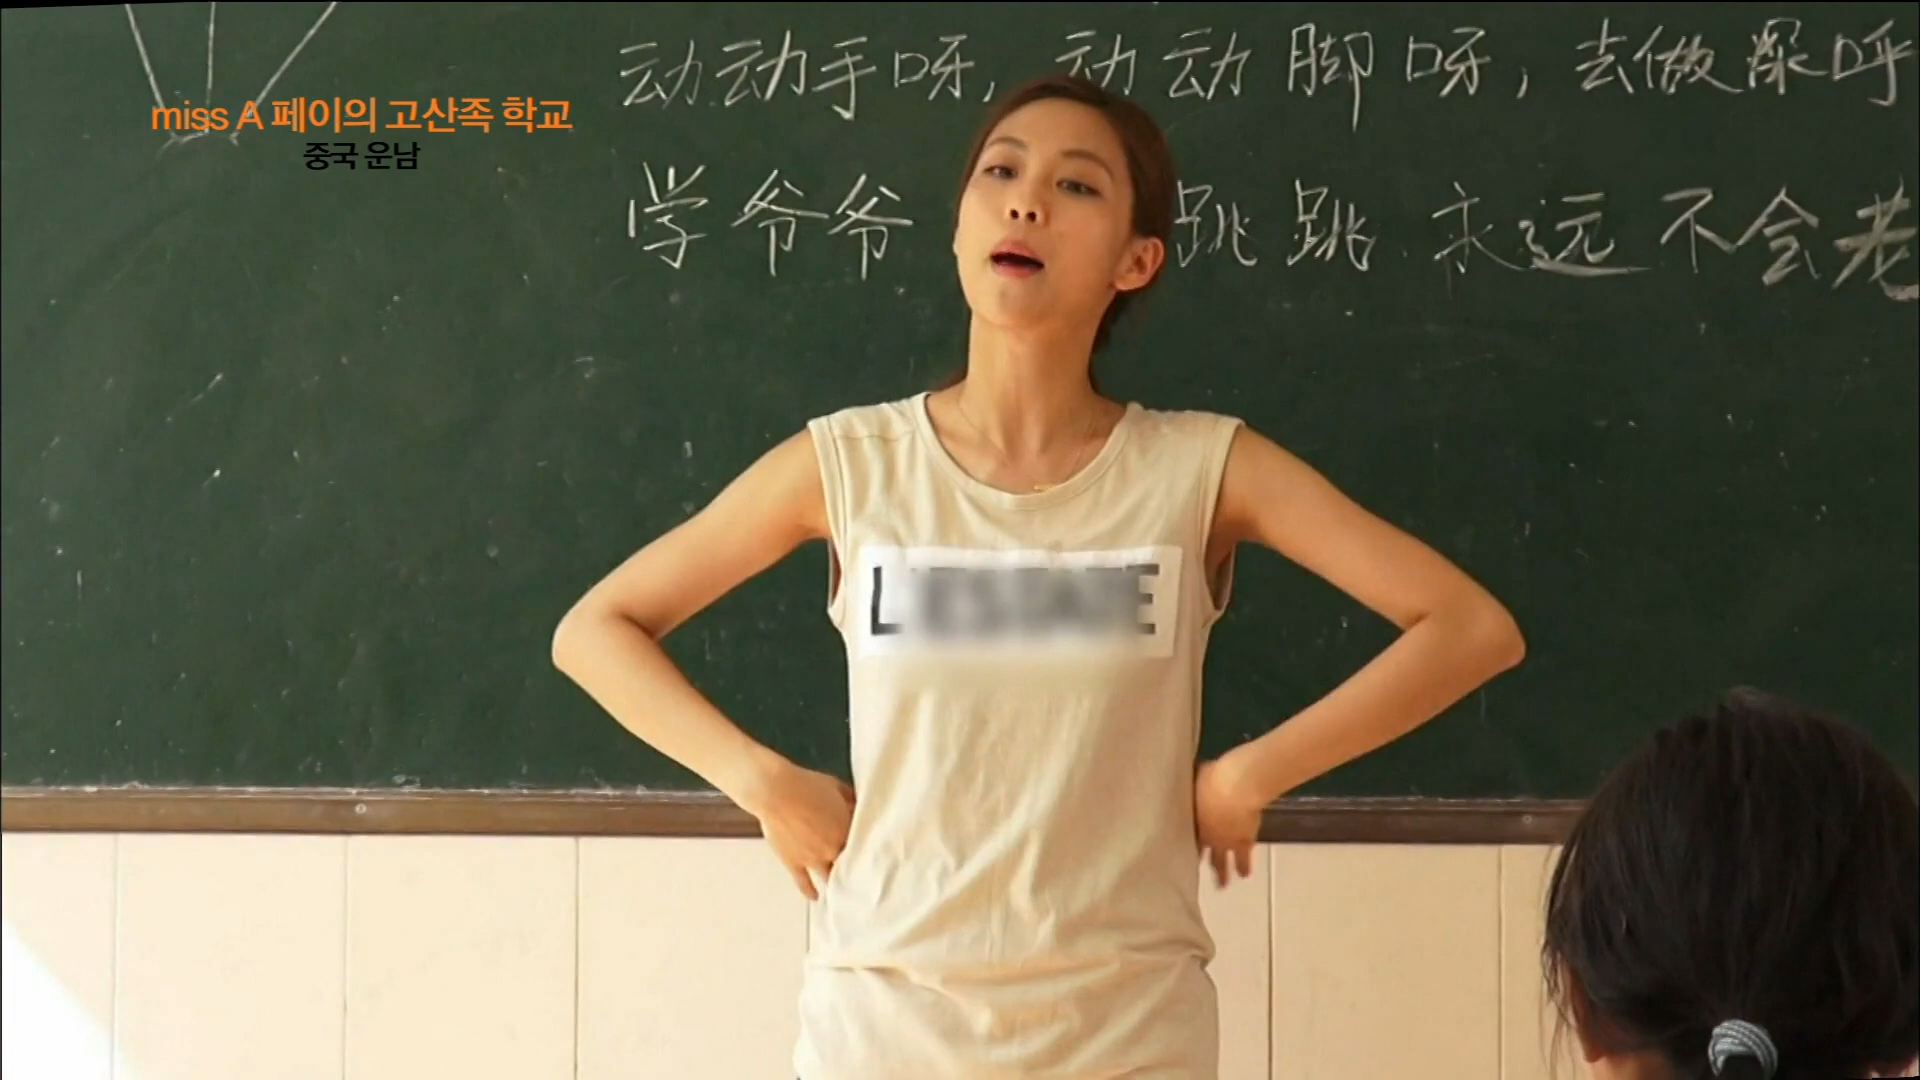 miss A 페이의 고산족 학교
중국 운남
动动手呀, 动动脚呀, 去做深呼
学爷爷 跳跳 永远不会老